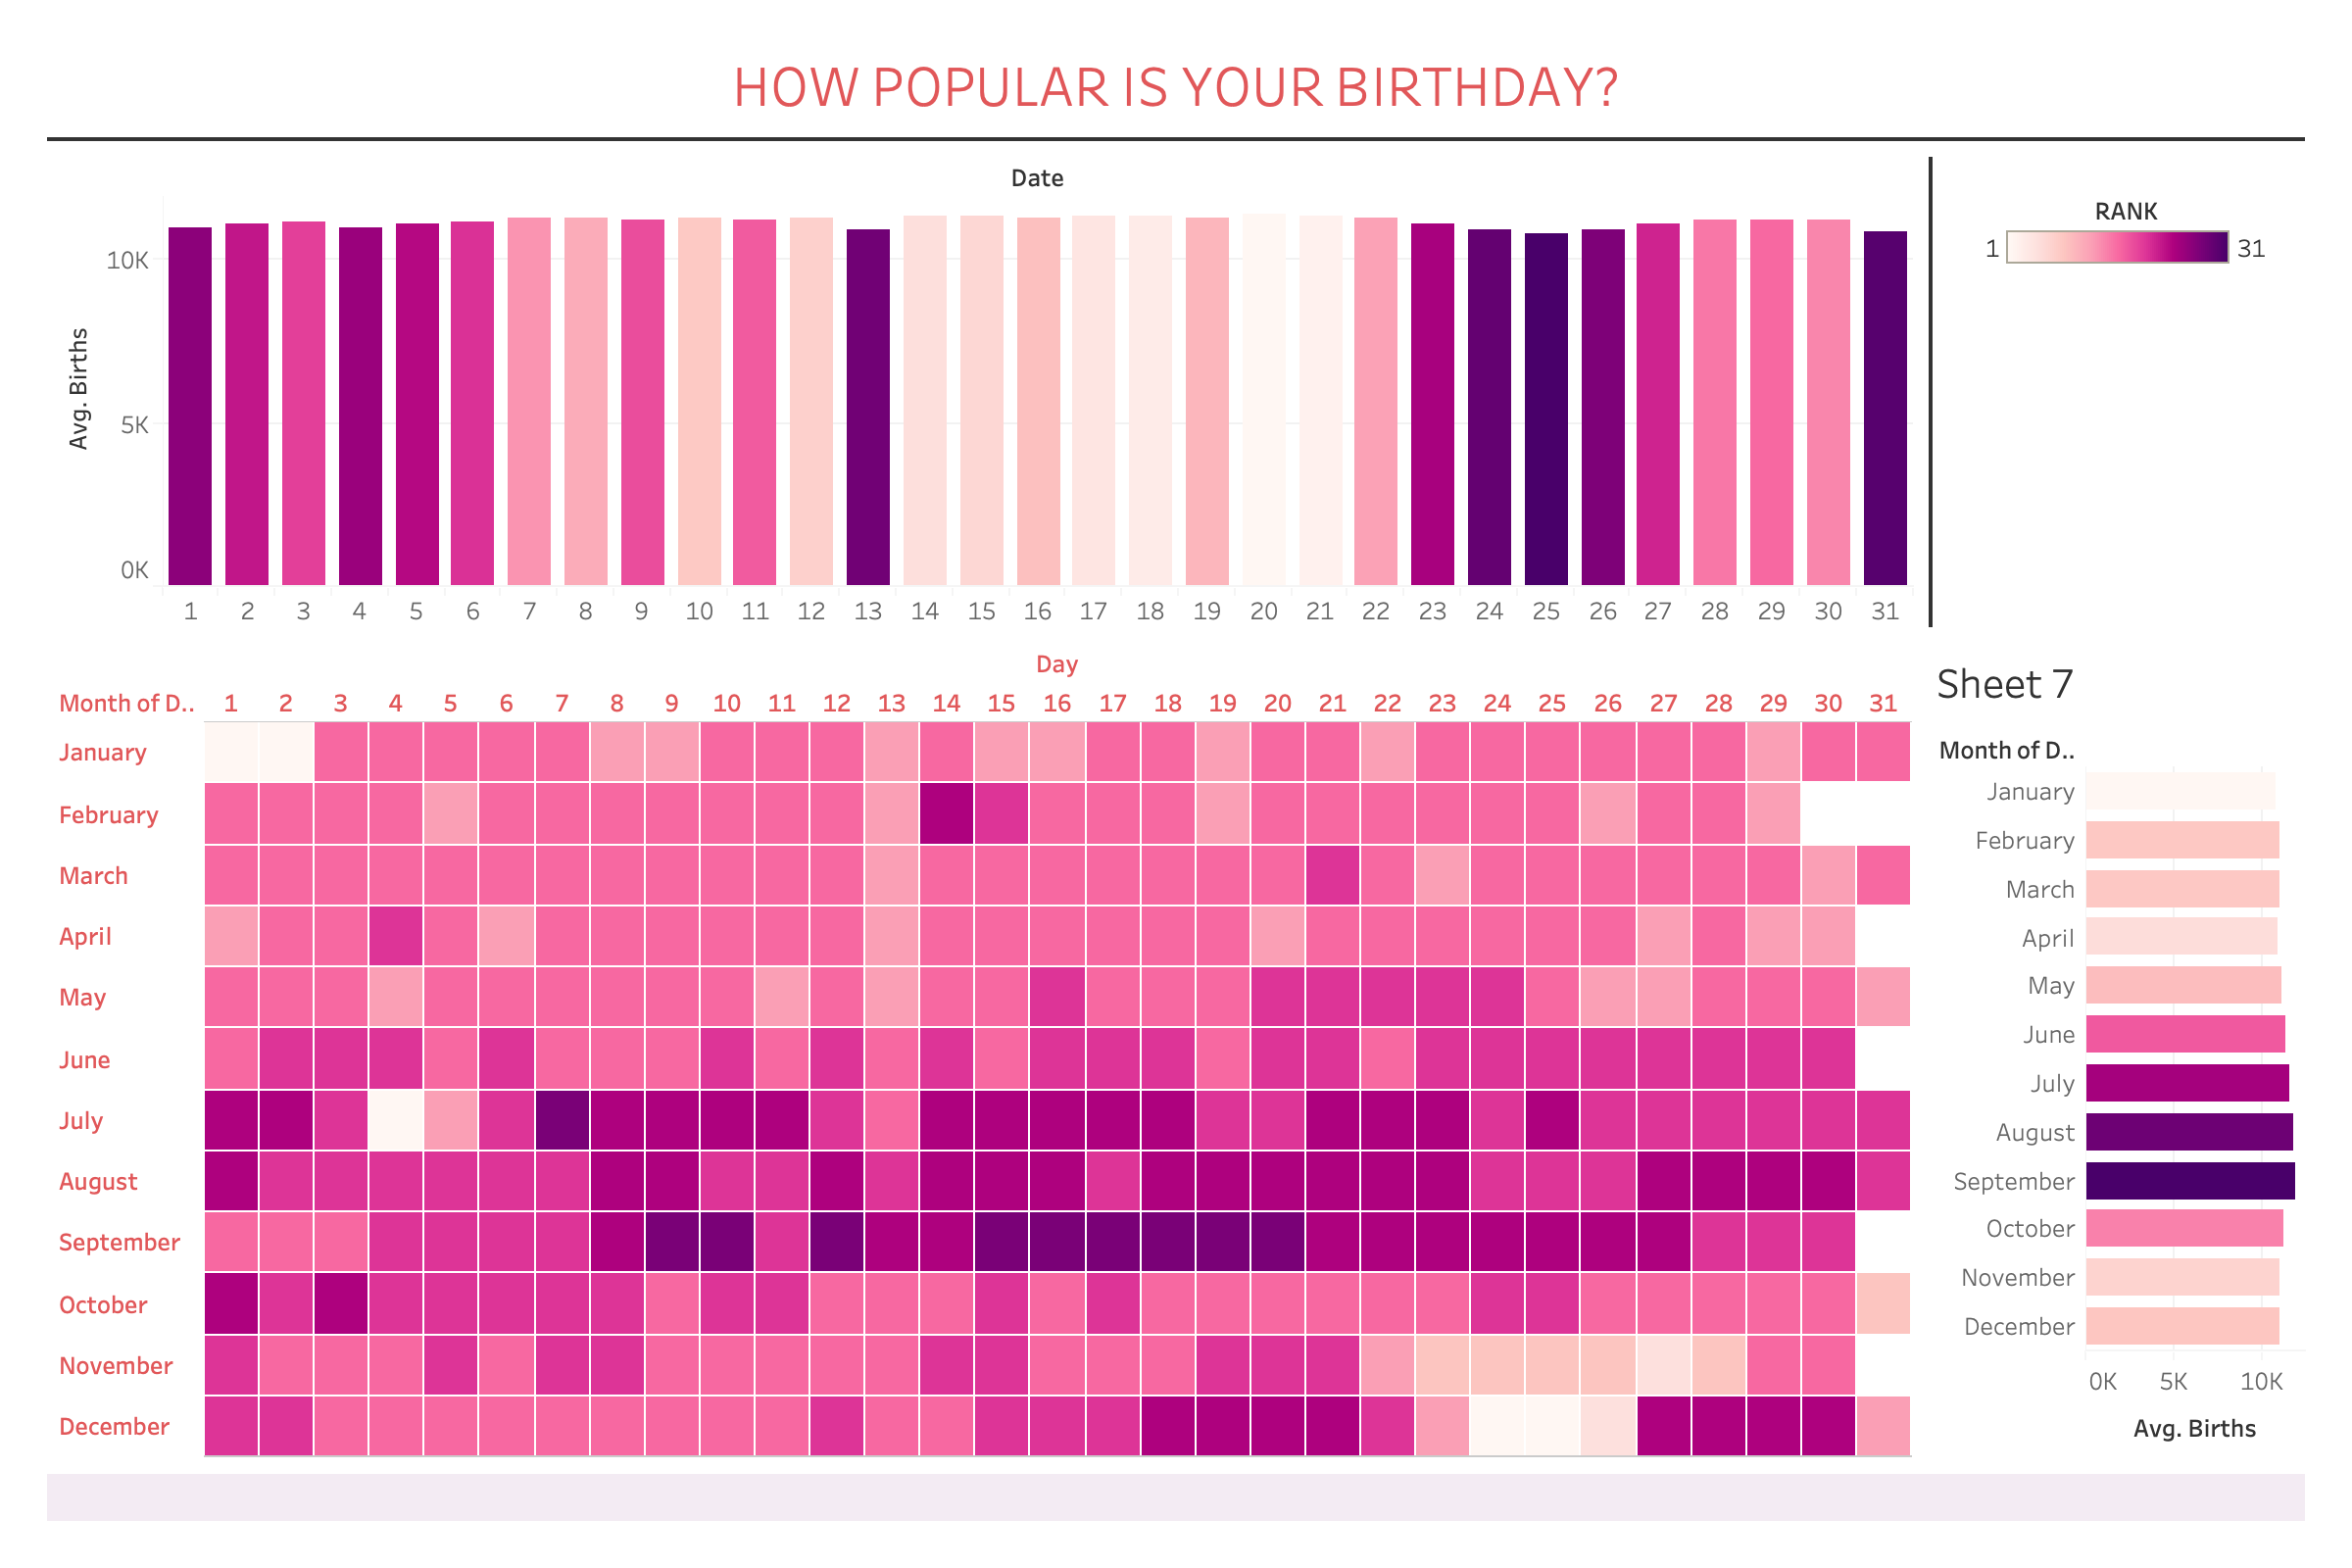 HOW POPULAR IS YOUR BIRTHDAY?
Date
RANK
1 31
Avg. Births
10K
5K
0K
1 2 3 4 5 6 7 8 9 10 11 12 13 14 15 16 17 18 19 20 21 22 23 24 25 26 27 28 29 30 31
Day
Month of D.. 1 2 3 4 5 6 7 8 9 10 11 12 13 14 15 16 17 18 19 20 21 22 23 24 25 26 27 28 29 30 31
January
February
March
April
May
June
July
August
September
October
November
December
Sheet 7
Month of D..
January
February
March
April
May
June
July
August
September
October
November
December
0K 5K 10K
Avg. Births